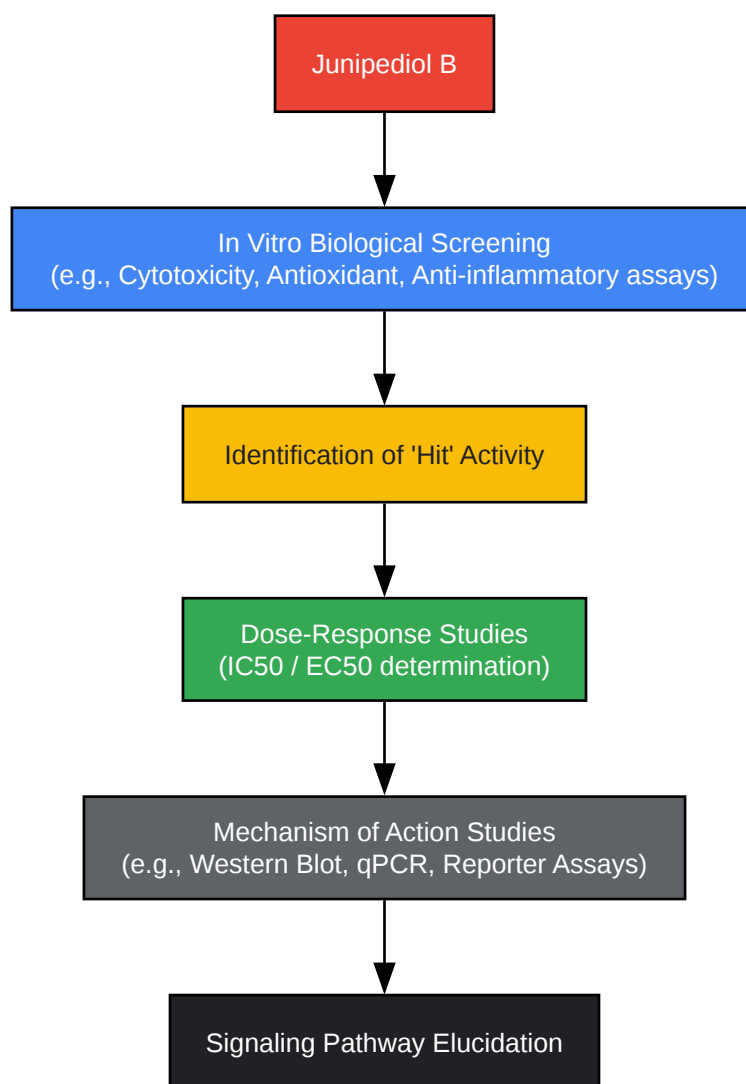 Junipediol B
In Vitro Biological Screening
(e.g., Cytotoxicity, Antioxidant, Anti-inflammatory assays)
Identification of 'Hit' Activity
Dose-Response Studies
(IC50 / EC50 determination)
Mechanism of Action Studies
(e.g., Western Blot, qPCR, Reporter Assays)
Signaling Pathway Elucidation